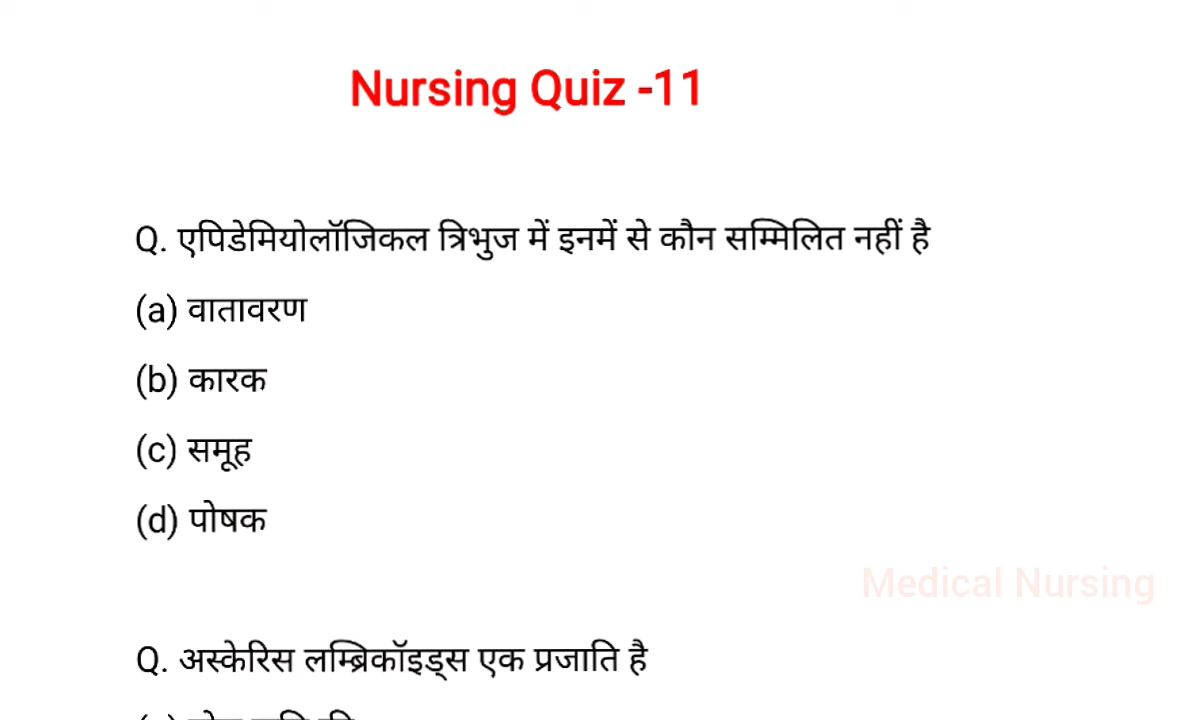 Nursing Quiz -11
Q. एपिडेमियोलॉजिकल त्रिभुज में इनमें से कौन सम्मिलित नहीं है
(a) वातावरण
(b) कारक
(c) समूह
(d) पोषक
Medical Nursing
Q. अस्केरिस लम्ब्रिकॉइड्स एक प्रजाति है